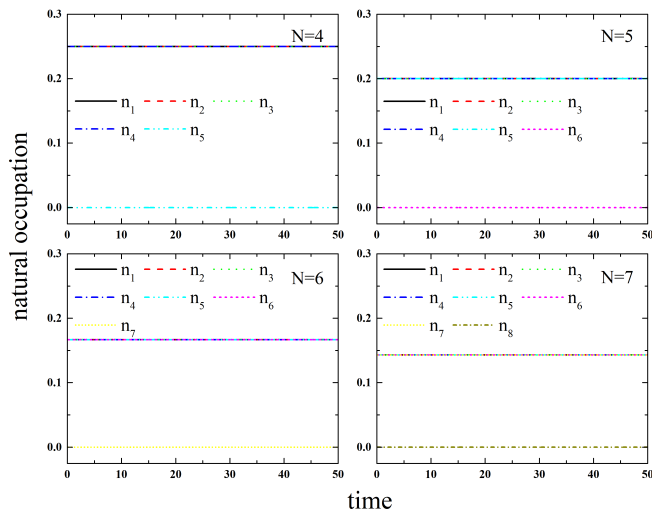 0.3 N=4
0.2
n1 n2 n3
n4 n5
0.1
0.0
0 10 20 30 40 50
0.3 N=5
0.2
n1 n2 n3
n4 n5 n6
0.1
0.0
0 10 20 30 40 50
natural occupation
0.3
n1 n2 n3 N=6
n4 n5 n6
0.2
n7
0.1
0.0
0 10 20 30 40 50
0.3
n1 n2 n3 N=7
n4 n5 n6
0.2
n7 n8
0.1
0.0
0 10 20 30 40 50
time